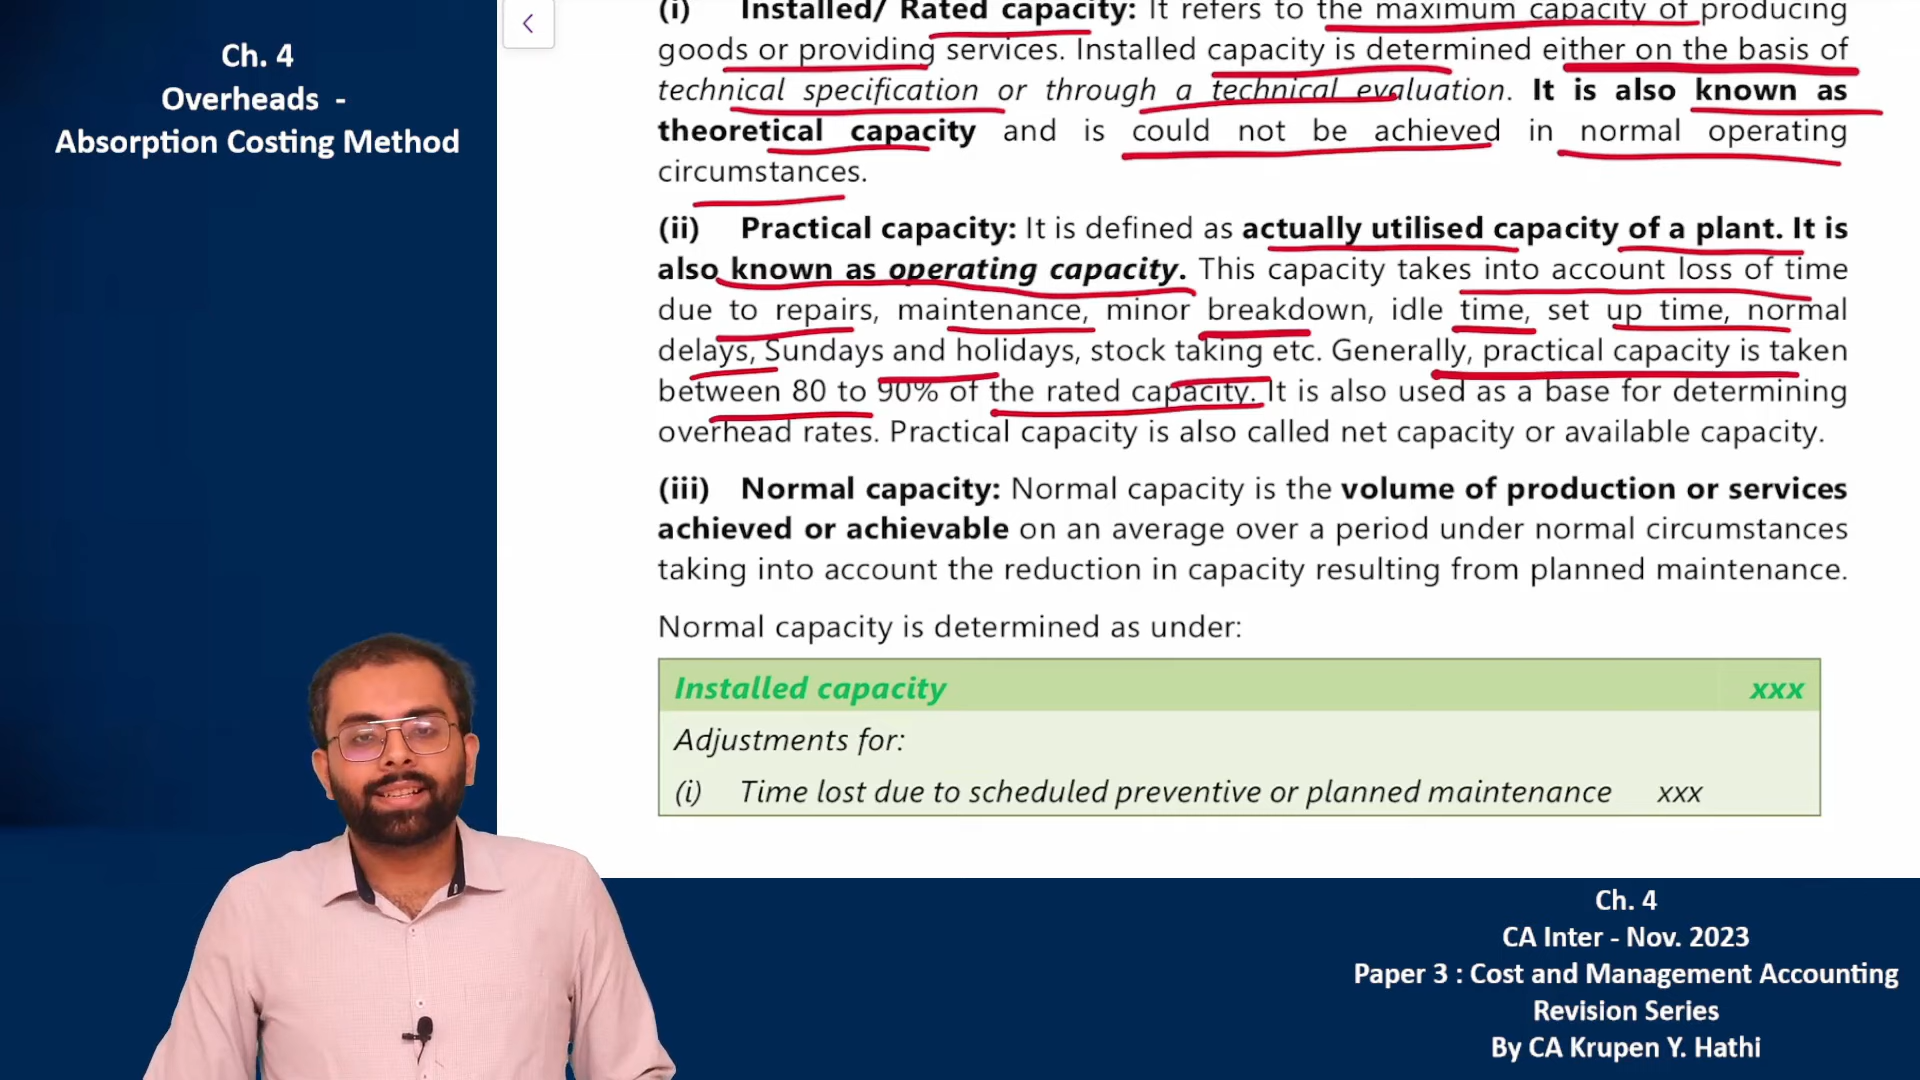 Ch. 4
Overheads -
Absorption Costing Method
(i) Installed/ Rated capacity: It refers to the maximum capacity of producing
goods or providing services. Installed capacity is determined either on the basis of
technical specification or through a technical evaluation. It is also known as
theoretical capacity and is could not be achieved in normal operating
circumstances.
(ii) Practical capacity: It is defined as actually utilised capacity of a plant. It is
also known as operating capacity. This capacity takes into account loss of time
due to repairs, maintenance, minor breakdown, idle time, set up time, normal
delays, Sundays and holidays, stock taking etc. Generally, practical capacity is taken
between 80 to 90% of the rated capacity. It is also used as a base for determining
overhead rates. Practical capacity is also called net capacity or available capacity.
(iii) Normal capacity: Normal capacity is the volume of production or services
achieved or achievable on an average over a period under normal circumstances
taking into account the reduction in capacity resulting from planned maintenance.
Normal capacity is determined as under:
Installed capacity xxx
Adjustments for:
(i) Time lost due to scheduled preventive or planned maintenance xxx
Ch. 4
CA Inter - Nov. 2023
Paper 3 : Cost and Management Accounting
Revision Series
By CA Krupen Y. Hathi